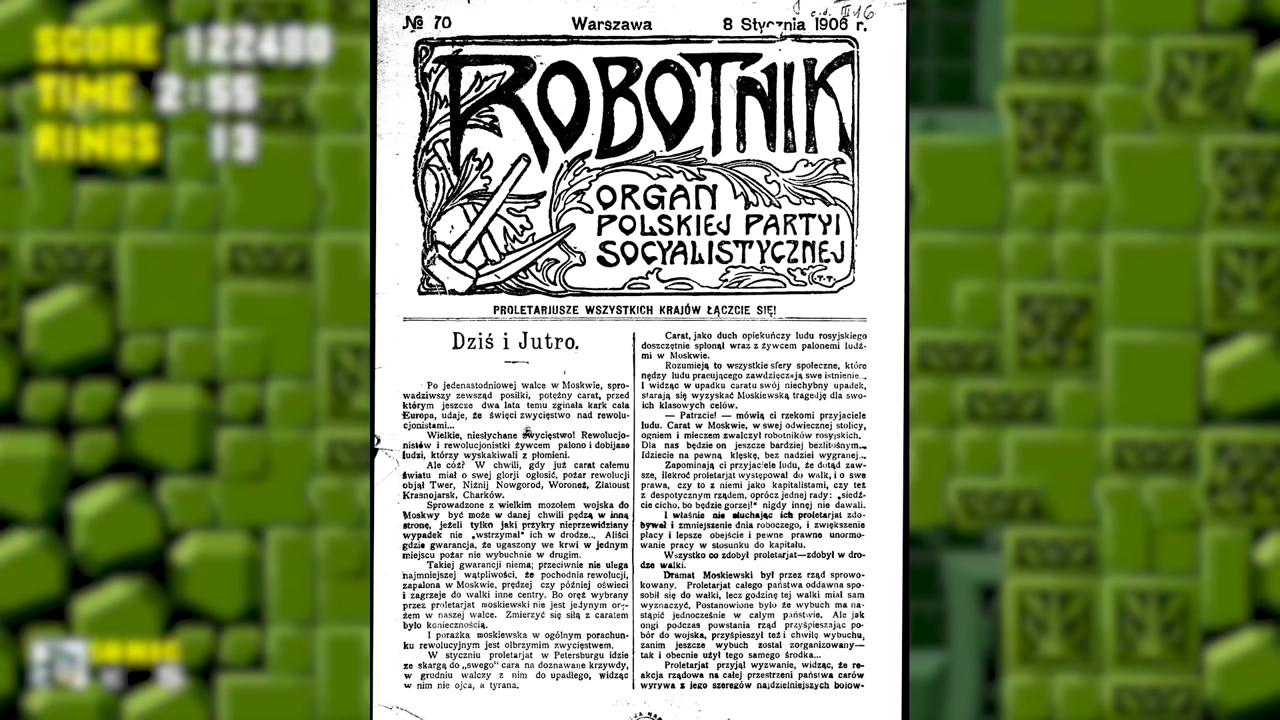 SCORE 122480
TIME 2:55
RINGS 13
№ 70 Warszawa 8 Stycznia 1906 r.
ROBOTNIK
ORGAN
POLSKIEJ PARTYI
SOCYALISTYCZNEJ
PROLETARJUSZE WSZYSTKICH KRAJÓW ŁĄCZCIE SIĘ!
Dziś i Jutro.
Po jedenastodniowej walce w Moskwie, spro-
wadziwszy zewsząd posiłki, potężny carat, przed
którym jeszcze dwa lata temu zginała kark cała
Europa, udaje, że święci zwycięstwo nad rewolu-
cjonistami...
Wielkie, niesłychane zwycięstwo! Rewolucjo-
nistów i rewolucjonistki żywcem palono i dobijano
ludzi, którzy wyskakiwali z płomieni.
Ale cóż? W chwili, gdy już carat całemu
światu miał o swej glorji ogłosić, pożar rewolucji
objął Twer, Niżnij Nowgorod, Woroneż, Złatoust
Krasnojarsk, Charków.
Sprowadzone z wielkim mozołem wojska do
Moskwy być może w danej chwili pędzą w inną
stronę, jeżeli tylko jaki przykry nieprzewidziany
wypadek nie „wstrzymał" ich w drodze... Aliści
gdzie gwarancja, że ugaszony we krwi w jednym
miejscu pożar nie wybuchnie w drugim.
Takiej gwarancji niema; przeciwnie nie ulega
najmniejszej wątpliwości, że pochodnia rewolucji,
zapalona w Moskwie, prędzej czy później oświeci
i zagrzeje do walki inne centry. Bo oręż wybrany
przez proletarjat moskiewski nie jest jedynym orę-
żem w naszej walce. Zmierzyć się siłą z caratem
było koniecznością.
I porażka moskiewska w ogólnym porachun-
ku rewolucyjnym jest olbrzymim zwycięstwem.
W styczniu proletarjat w Petersburgu idzie
ze skargą do „swego" cara na doznawane krzywdy,
w grudniu walczy z nim do upadłego, widząc
w nim nie ojca, a tyrana.
Carat, jako duch opiekuńczy ludu rosyjskiego
doszczętnie spłonął wraz z żywcem palonemi ludź-
mi w Moskwie.
Rozumieją to wszystkie sfery społeczne, które
nędzy ludu pracującego zawdzięczają swe istnienie...
I widząc w upadku caratu swój niechybny upadek,
starają się wyzyskać Moskiewską tragedję dla swo-
ich klasowych celów.
— Patrzcie! — mówią ci rzekomi przyjaciele
ludu. Carat w Moskwie, w swej odwiecznej stolicy,
ogniem i mieczem zwalczył robotników rosyjskich.
Dla nas będzie on jeszcze bardziej bezlitośnym...
Idziecie na pewną klęskę, bez nadziei wygranej...
Zapominają ci przyjaciele ludu, że dotąd zaw-
sze, ilekroć proletarjat występował do walk, i o swe
prawa, czy to z niemi jako kapitalistami, czy też
z despotycznym rządem, oprócz jednej rady: „siedź-
cie cicho, bo będzie gorzej!" nigdy innej nie dawali.
I właśnie nie słuchając ich proletarjat zdo-
bywał i zmniejszenie dnia roboczego, i zwiększenie
płacy i lepsze obejście i pewne prawne unormo-
wanie pracy w stosunku do kapitału.
Wszystko co zdobył proletarjat—zdobył w dro-
dze walki.
Dramat Moskiewski był przez rząd sprowo-
kowany. Proletarjat całego państwa oddawna spo-
sobił się do walki, lecz godzinę tej walki miał sam
wyznaczyć. Postanowione było że wybuch ma na-
stąpić jednocześnie w całym państwie. Ale jak
ongi podczas powstania rząd przyśpieszając po-
bór do wojska, przyśpieszył też i chwilę wybuchu,
zanim jeszcze wybuch został zorganizowany—
tak i obecnie użył tego samego środka...
Proletarjat przyjął wyzwanie, widząc, że re-
akcja rządowa na całej przestrzeni państwa carów
wyrywa z jego szeregów najdzielniejszych bojow-